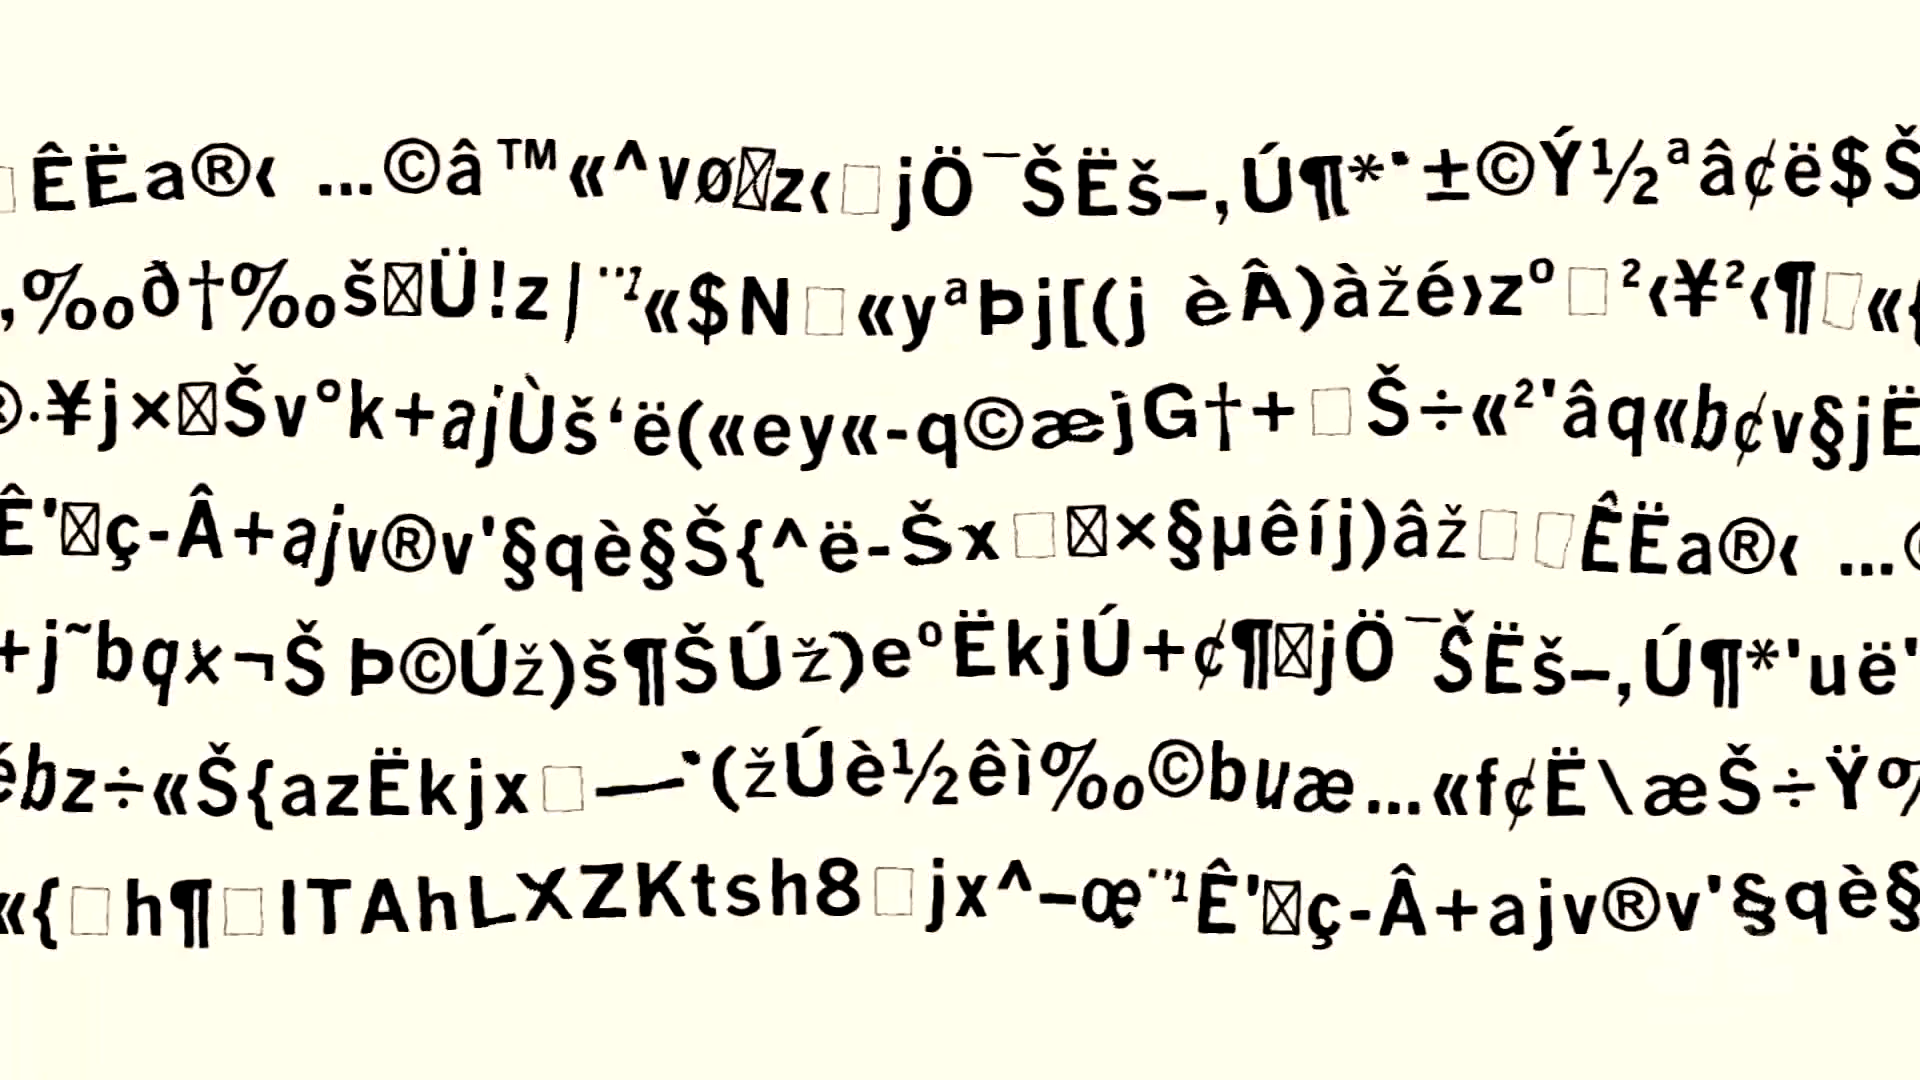 □ÊËa®‹ …©â™«^vø□z‹□jÖ¯ŠËš–‚Ú¶*˙±©Ý½ªâ¢ë$Š
‚‰ð†‰š□Ü!z|¨¹«$N□«yªÞj[(j èÂ)àžé›zº□²‹¥²‹¶□«{
®·¥j×□Šv°k+ajÙš‘ë(«ey«-q©æjG†+□Š÷«²'âq«b¢v§jË
Ê'□ç-Â+ajv®v'§qè§Š{^ë-Šx□□×§µêíj)âž□□ÊËa®‹ …©
+j˜bqx¬Š Þ©Úž)š¶ŠÚž)eºËkjÚ+¢¶□jÖ¯ŠËš–‚Ú¶*'uë'
ébz÷«Š{azËkjx□—˙(žÚè½êì‰©buæ…«f¢Ë\æŠ÷Ÿ‰
«{□h¶□ITAhLXZKtsh8□jx^–œ¨¹Ê'□ç-Â+ajv®v'§qè§